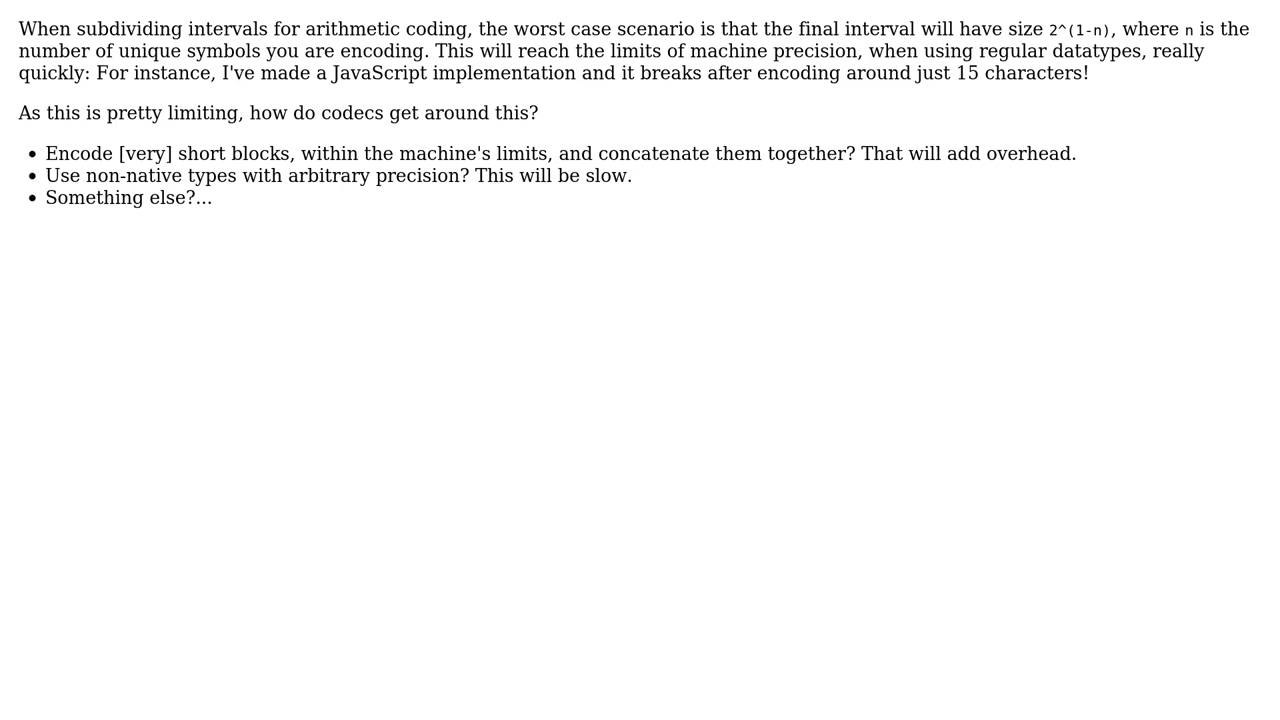 When subdividing intervals for arithmetic coding, the worst case scenario is that the final interval will have size 2^(1-n), where n is the
number of unique symbols you are encoding. This will reach the limits of machine precision, when using regular datatypes, really
quickly: For instance, I've made a JavaScript implementation and it breaks after encoding around just 15 characters!
As this is pretty limiting, how do codecs get around this?
• Encode [very] short blocks, within the machine's limits, and concatenate them together? That will add overhead.
• Use non-native types with arbitrary precision? This will be slow.
• Something else?...